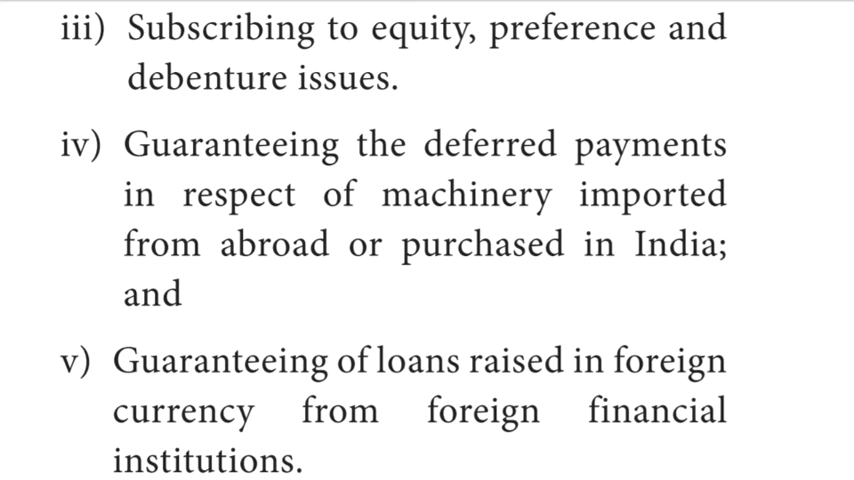 iii) Subscribing to equity, preference and
debenture issues.
iv) Guaranteeing the deferred payments
in respect of machinery imported
from abroad or purchased in India;
and
v) Guaranteeing of loans raised in foreign
currency from foreign financial
institutions.